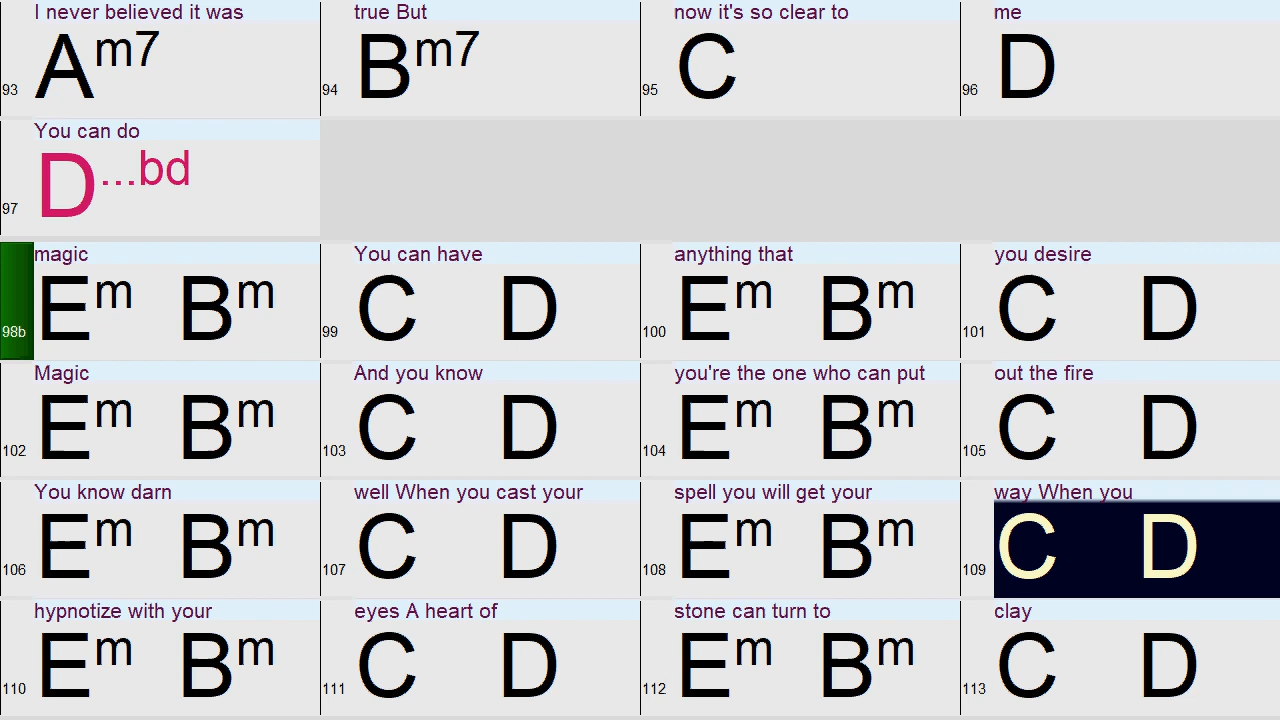 I never believed it was true But now it's so clear to me
93 Am7 94 Bm7 95 C 96 D
You can do
97 D...bd
magic You can have anything that you desire
98b Em Bm 99 C D 100 Em Bm 101 C D
Magic And you know you're the one who can put out the fire
102 Em Bm 103 C D 104 Em Bm 105 C D
You know darn well When you cast your spell you will get your way When you
106 Em Bm 107 C D 108 Em Bm 109 C D
hypnotize with your eyes A heart of stone can turn to clay
110 Em Bm 111 C D 112 Em Bm 113 C D